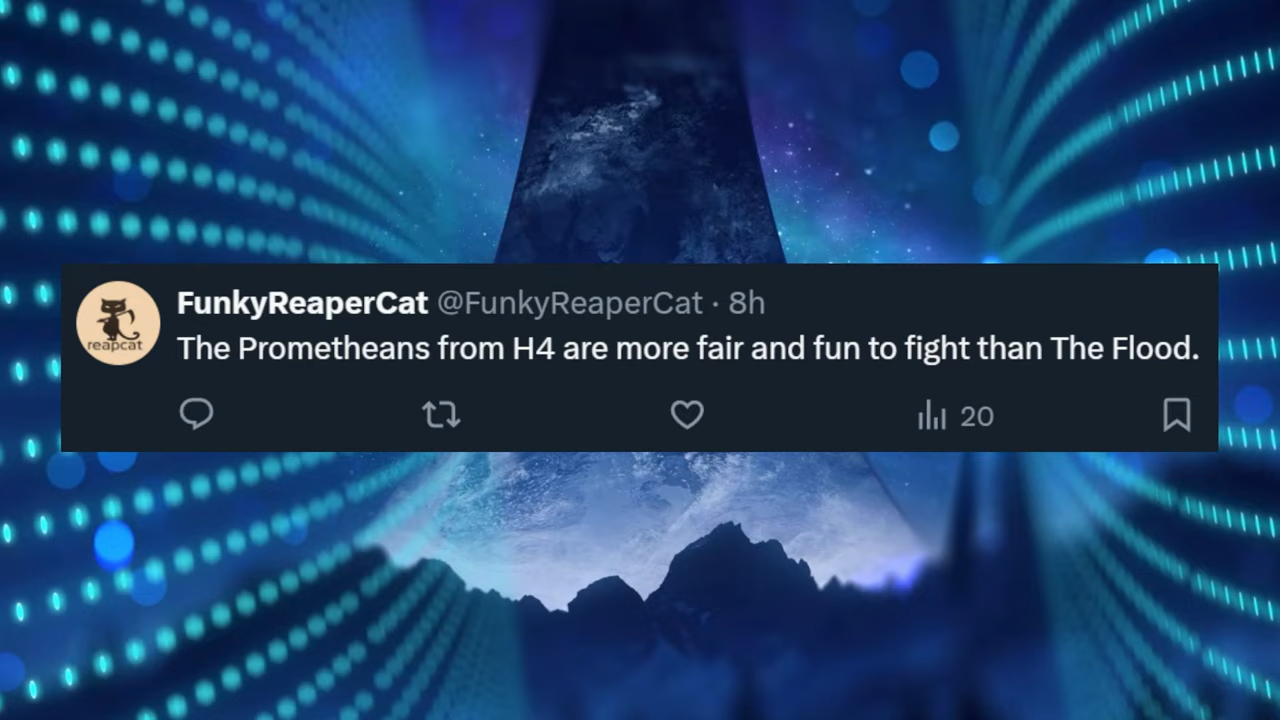 FunkyReaperCat @FunkyReaperCat · 8h
The Prometheans from H4 are more fair and fun to fight than The Flood.
reapcat
20